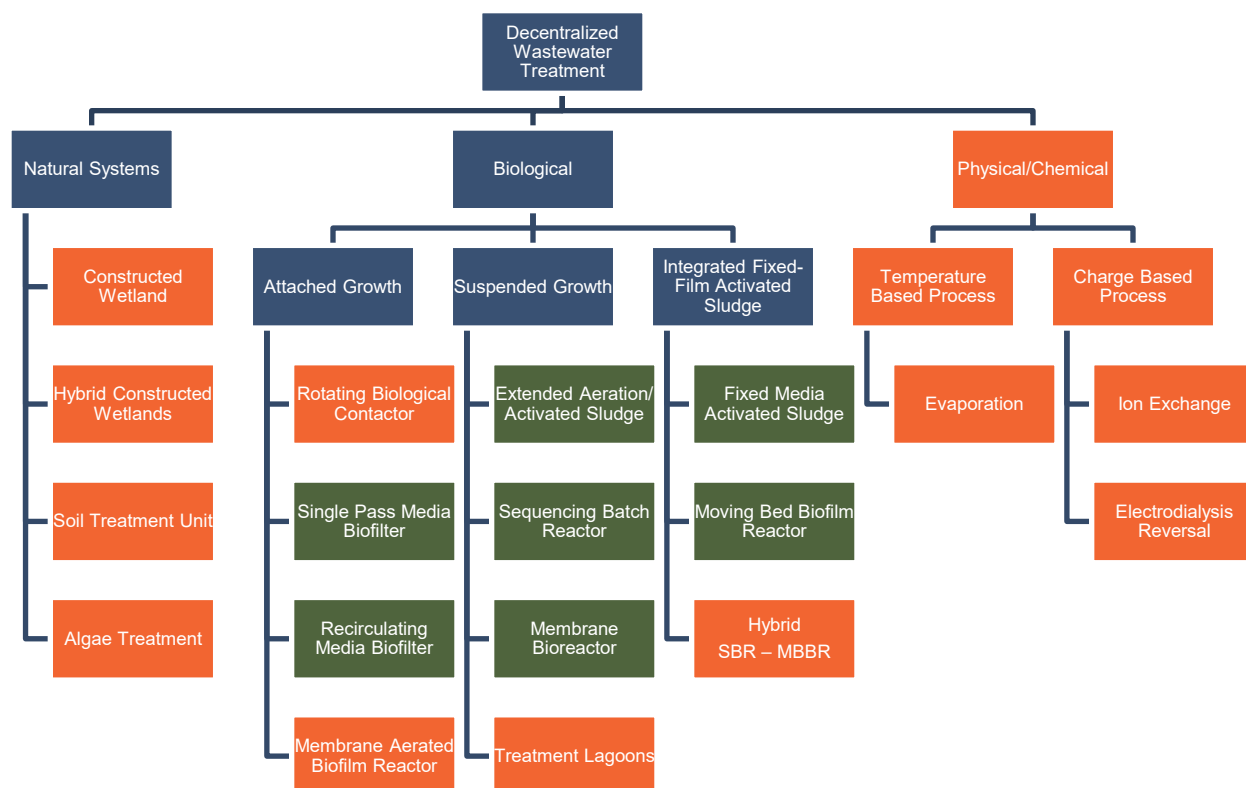 Decentralized
Wastewater
Treatment
Natural Systems
Biological
Physical/Chemical
Constructed
Wetland
Hybrid Constructed
Wetlands
Soil Treatment Unit
Algae Treatment
Attached Growth
Rotating Biological
Contactor
Single Pass Media
Biofilter
Recirculating
Media Biofilter
Membrane Aerated
Biofilm Reactor
Suspended Growth
Extended Aeration/
Activated Sludge
Sequencing Batch
Reactor
Membrane
Bioreactor
Treatment Lagoons
Integrated Fixed-
Film Activated
Sludge
Fixed Media
Activated Sludge
Moving Bed Biofilm
Reactor
Hybrid
SBR – MBBR
Temperature
Based Process
Evaporation
Charge Based
Process
Ion Exchange
Electrodialysis
Reversal